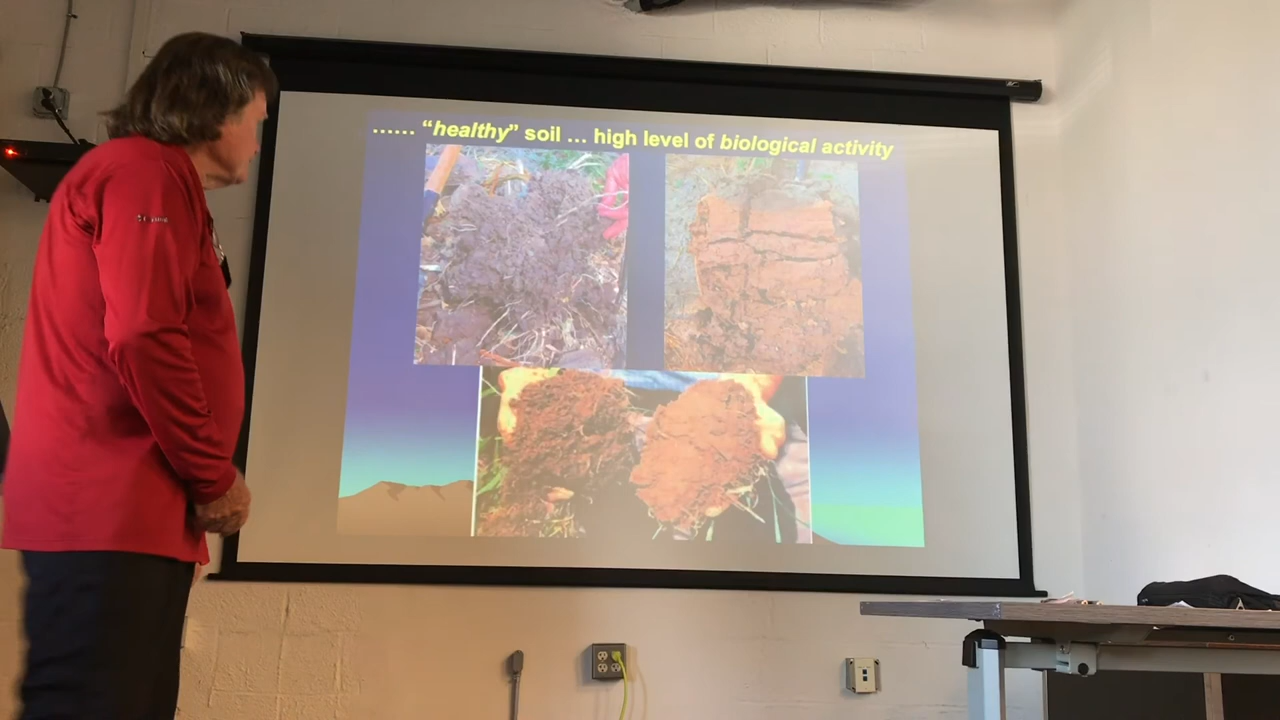 ...... “healthy” soil ... high level of biological activity